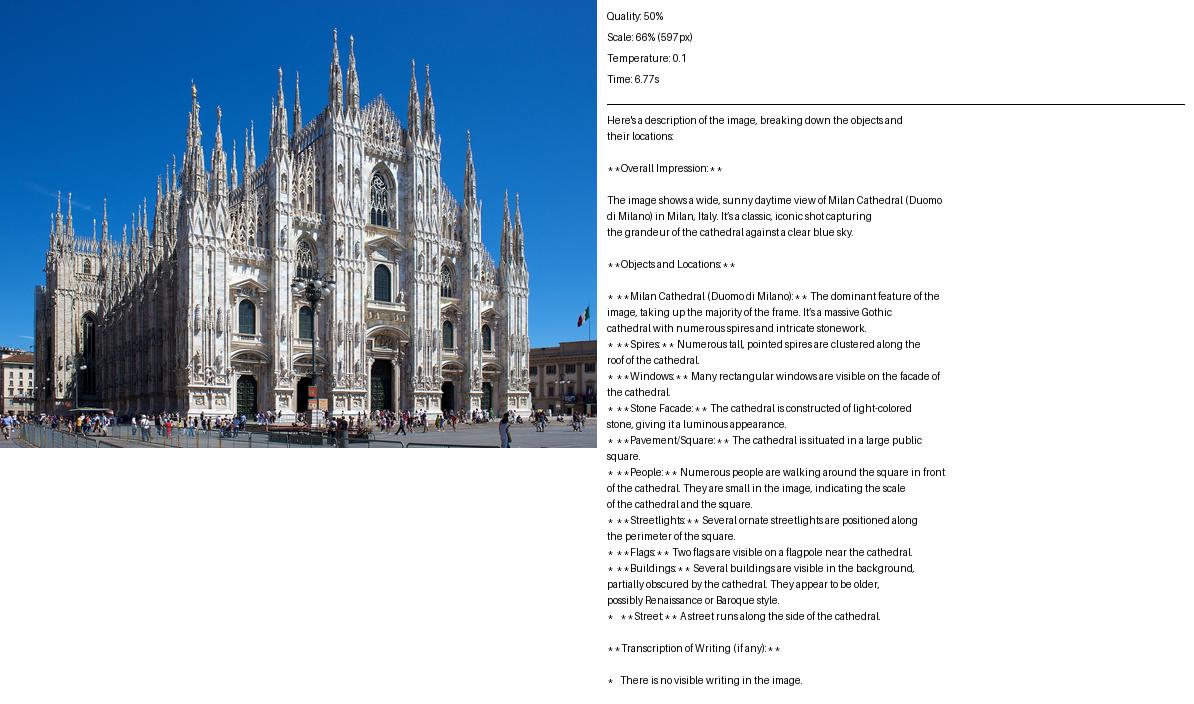 Quality: 50%
Scale: 66% (597px)
Temperature: 0.1
Time: 6.77s
Here's a description of the image, breaking down the objects and
their locations:
**Overall Impression:**
The image shows a wide, sunny daytime view of Milan Cathedral (Duomo
di Milano) in Milan, Italy. It's a classic, iconic shot capturing
the grandeur of the cathedral against a clear blue sky.
**Objects and Locations:**
* **Milan Cathedral (Duomo di Milano):** The dominant feature of the
image, taking up the majority of the frame. It's a massive Gothic
cathedral with numerous spires and intricate stonework.
* **Spires:** Numerous tall, pointed spires are clustered along the
roof of the cathedral.
* **Windows:** Many rectangular windows are visible on the facade of
the cathedral.
* **Stone Facade:** The cathedral is constructed of light-colored
stone, giving it a luminous appearance.
* **Pavement/Square:** The cathedral is situated in a large public
square.
* **People:** Numerous people are walking around the square in front
of the cathedral. They are small in the image, indicating the scale
of the cathedral and the square.
* **Streetlights:** Several ornate streetlights are positioned along
the perimeter of the square.
* **Flags:** Two flags are visible on a flagpole near the cathedral.
* **Buildings:** Several buildings are visible in the background,
partially obscured by the cathedral. They appear to be older,
possibly Renaissance or Baroque style.
* **Street:** A street runs along the side of the cathedral.
**Transcription of Writing (if any):**
* There is no visible writing in the image.